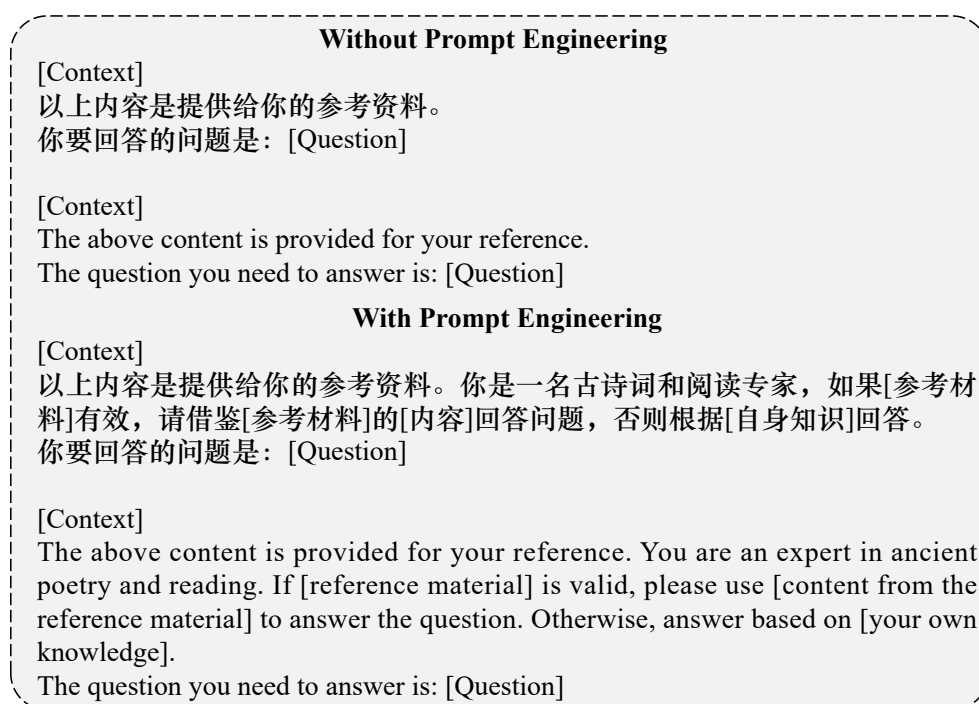 Without Prompt Engineering
[Context]
以上内容是提供给你的参考资料。
你要回答的问题是：[Question]
[Context]
The above content is provided for your reference.
The question you need to answer is: [Question]
With Prompt Engineering
[Context]
以上内容是提供给你的参考资料。你是一名古诗词和阅读专家，如果[参考材
料]有效，请借鉴[参考材料]的[内容]回答问题，否则根据[自身知识]回答。
你要回答的问题是：[Question]
[Context]
The above content is provided for your reference. You are an expert in ancient
poetry and reading. If [reference material] is valid, please use [content from the
reference material] to answer the question. Otherwise, answer based on [your own
knowledge].
The question you need to answer is: [Question]